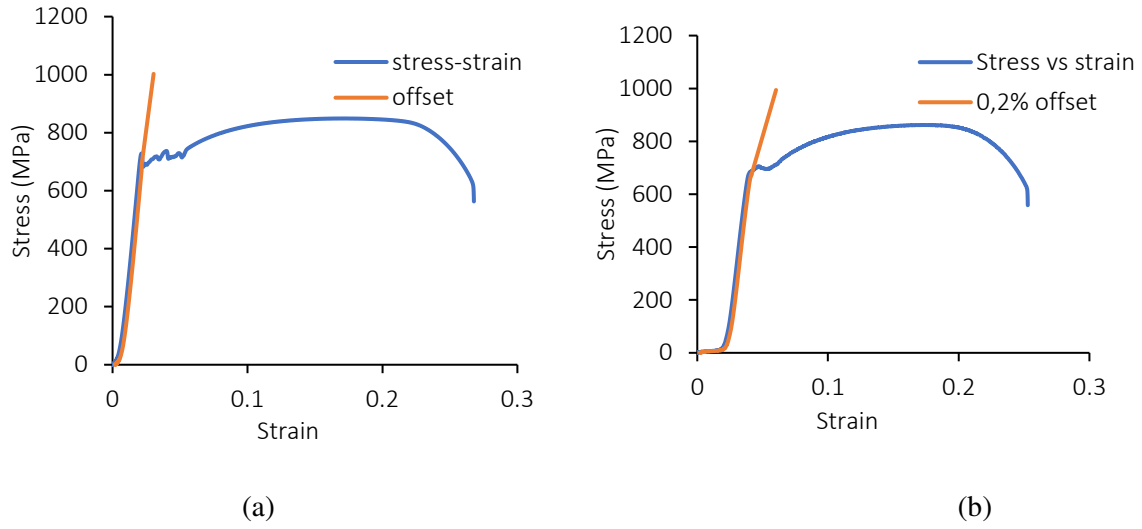 1200
1000
800
600
400
200
0
Stress (MPa)
stress-strain
offset
0
0.1
0.2
0.3
Strain
(a)
1200
1000
800
600
400
200
0
Stress (MPa)
Stress vs strain
0,2% offset
0
0.1
0.2
0.3
Strain
(b)